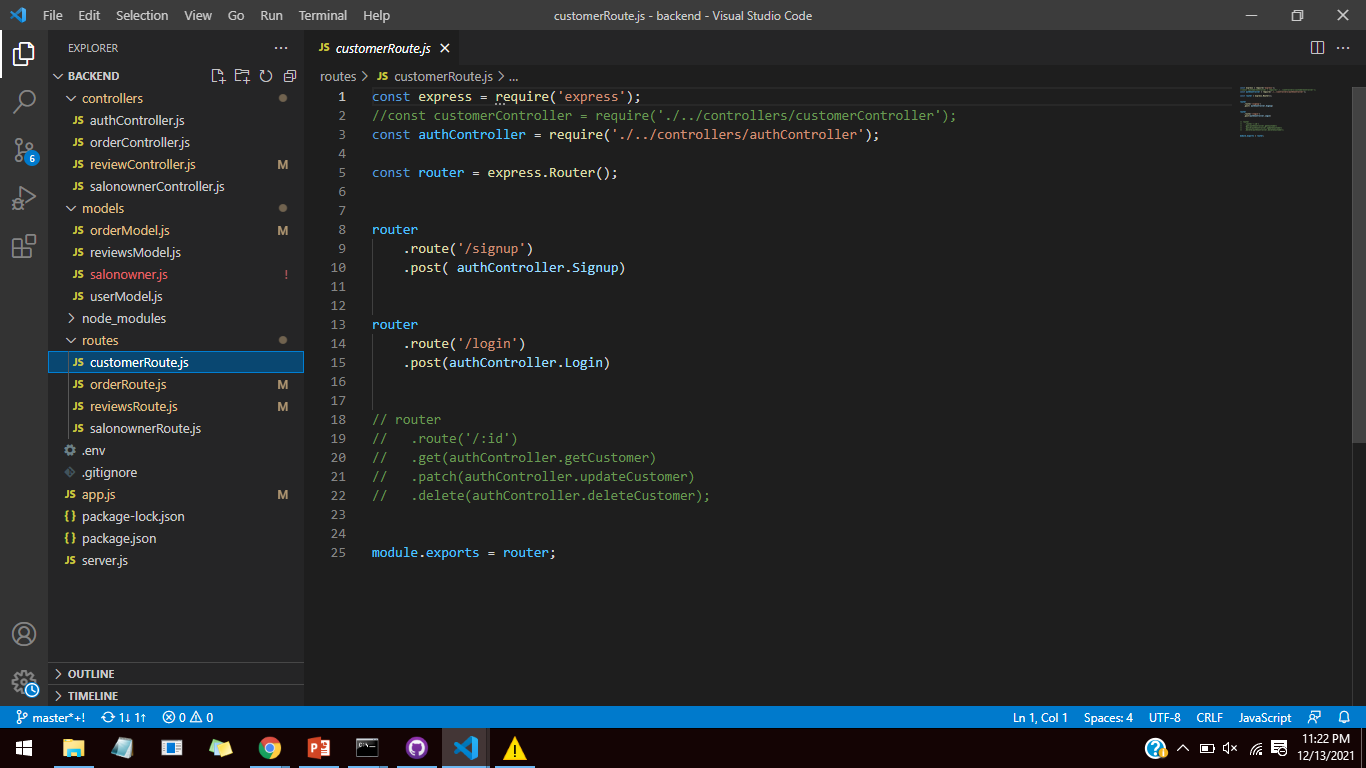 File Edit Selection View Go Run Terminal Help
customerRoute.js - backend - Visual Studio Code
EXPLORER
BACKEND
controllers
JS authController.js
JS orderController.js
JS reviewController.js M
JS salonownerController.js
models
JS orderModel.js M
JS reviewsModel.js
JS salonowner.js !
JS userModel.js
node_modules
routes
JS customerRoute.js
JS orderRoute.js M
JS reviewsRoute.js M
JS salonownerRoute.js
.env
.gitignore
JS app.js M
{} package-lock.json
{} package.json
JS server.js
OUTLINE
TIMELINE
6
JS customerRoute.js
routes > JS customerRoute.js > ...
1 const express = require('express');
2 //const customerController = require('./../controllers/customerController');
3 const authController = require('./../controllers/authController');
4
5 const router = express.Router();
6
7
8 router
9 .route('/signup')
10 .post( authController.Signup)
11
12
13 router
14 .route('/login')
15 .post(authController.Login)
16
17
18 // router
19 // .route('/:id')
20 // .get(authController.getCustomer)
21 // .patch(authController.updateCustomer)
22 // .delete(authController.deleteCustomer);
23
24
25 module.exports = router;
master*+! 1↓ 1↑ 0 0
Ln 1, Col 1 Spaces: 4 UTF-8 CRLF JavaScript
11:22 PM
12/13/2021